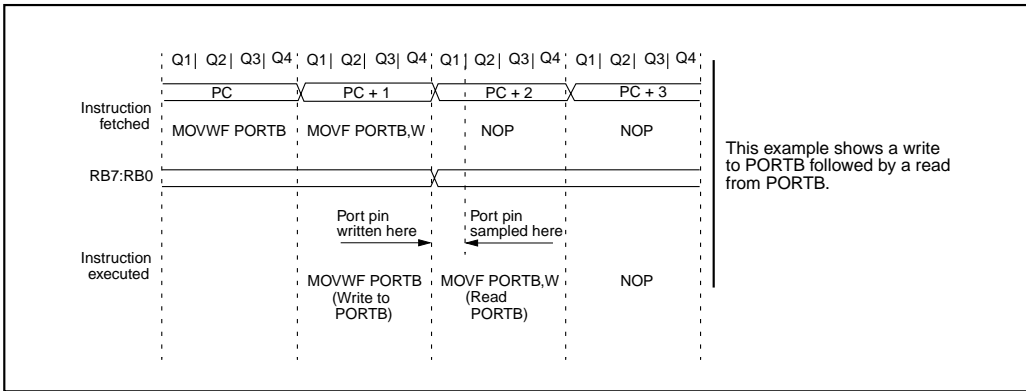 Q1| Q2| Q3| Q4 Q1| Q2| Q3| Q4 Q1| Q2| Q3| Q4 Q1| Q2| Q3| Q4
PC PC + 1 PC + 2 PC + 3
Instruction
fetched
MOVWF PORTB MOVF PORTB,W NOP NOP
This example shows a write
to PORTB followed by a read
from PORTB.
RB7:RB0
Port pin
written here
Port pin
sampled here
Instruction
executed
MOVWF PORTB
(Write to
PORTB)
MOVF PORTB,W
(Read
PORTB)
NOP